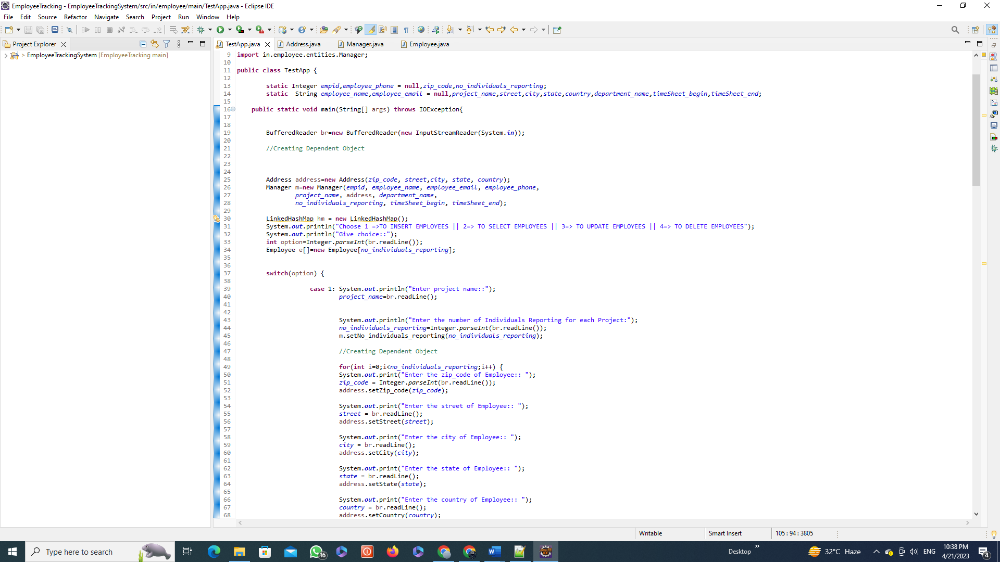 EmployeeTracking - EmployeeTrackingSystem/src/in/employee/main/TestApp.java - Eclipse IDE
File Edit Source Refactor Navigate Search Project Run Window Help
Project Explorer
EmployeeTrackingSystem [EmployeeTracking main]
TestApp.java Address.java Manager.java Employee.java
9 import in.employee.entities.Manager;
10
11 public class TestApp {
12
13 static Integer empid,employee_phone = null,zip_code,no_individuals_reporting;
14 static String employee_name,employee_email = null,project_name,street,city,state,country,department_name,timeSheet_begin,timeSheet_end;
15
16 public static void main(String[] args) throws IOException{
17
18
19 BufferedReader br=new BufferedReader(new InputStreamReader(System.in));
20
21 //Creating Dependent Object
22
23
24
25 Address address=new Address(zip_code, street,city, state, country);
26 Manager m=new Manager(empid, employee_name, employee_email, employee_phone,
27 project_name, address, department_name,
28 no_individuals_reporting, timeSheet_begin, timeSheet_end);
29
30 LinkedHashMap hm = new LinkedHashMap();
31 System.out.println("Choose 1 =>TO INSERT EMPLOYEES || 2=> TO SELECT EMPLOYEES || 3=> TO UPDATE EMPLOYEES || 4=> TO DELETE EMPLOYEES");
32 System.out.println("Give choice::");
33 int option=Integer.parseInt(br.readLine());
34 Employee e[]=new Employee[no_individuals_reporting];
35
36
37 switch(option) {
38
39 case 1: System.out.println("Enter project name::");
40 project_name=br.readLine();
41
42
43 System.out.println("Enter the number of Individuals Reporting for each Project:");
44 no_individuals_reporting=Integer.parseInt(br.readLine());
45 m.setNo_individuals_reporting(no_individuals_reporting);
46
47 //Creating Dependent Object
48
49 for(int i=0;i<no_individuals_reporting;i++) {
50 System.out.print("Enter the zip_code of Employee:: ");
51 zip_code = Integer.parseInt(br.readLine());
52 address.setZip_code(zip_code);
53
54 System.out.print("Enter the street of Employee:: ");
55 street = br.readLine();
56 address.setStreet(street);
57
58 System.out.print("Enter the city of Employee:: ");
59 city = br.readLine();
60 address.setCity(city);
61
62 System.out.print("Enter the state of Employee:: ");
63 state = br.readLine();
64 address.setState(state);
65
66 System.out.print("Enter the country of Employee:: ");
67 country = br.readLine();
68 address.setCountry(country);
Writable Smart Insert 105 : 94 : 3805
Type here to search
16
Desktop
32°C Haze
ENG
10:38 PM
4/21/2023
4